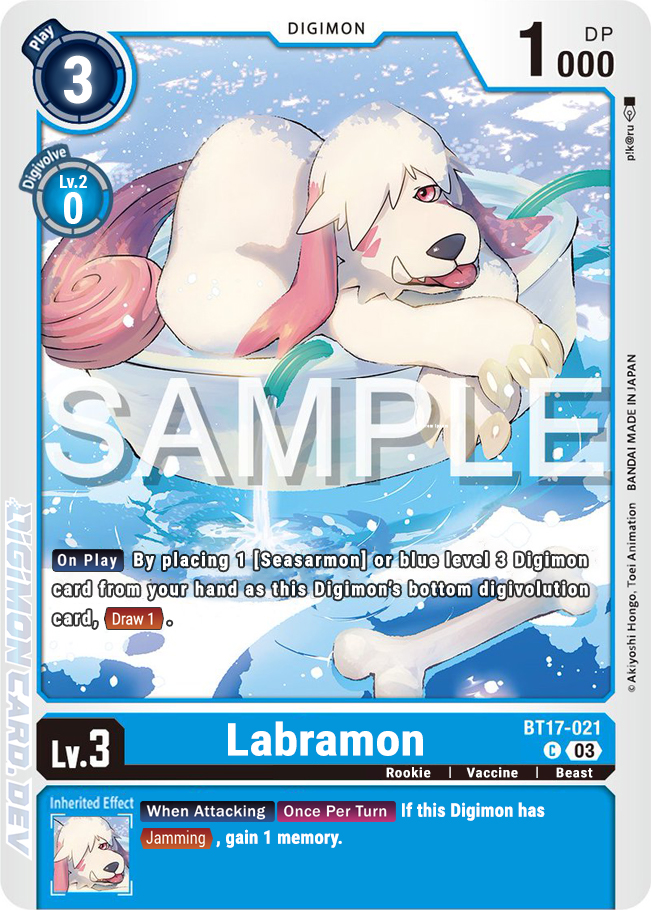 DIGIMON
Play
3
1000
DP
Digivolve
Lv.2
0
p!k@ru
SAMPLE
© Akiyoshi Hongo, Toei Animation BANDAI MADE IN JAPAN
DIGIMONCARD.DEV
On Play By placing 1 [Seasarmon] or blue level 3 Digimon
card from your hand as this Digimon's bottom digivolution
card, Draw 1 .
Lv.3
Labramon
BT17-021
C 03
Rookie | Vaccine | Beast
Inherited Effect
When Attacking Once Per Turn If this Digimon has
Jamming , gain 1 memory.